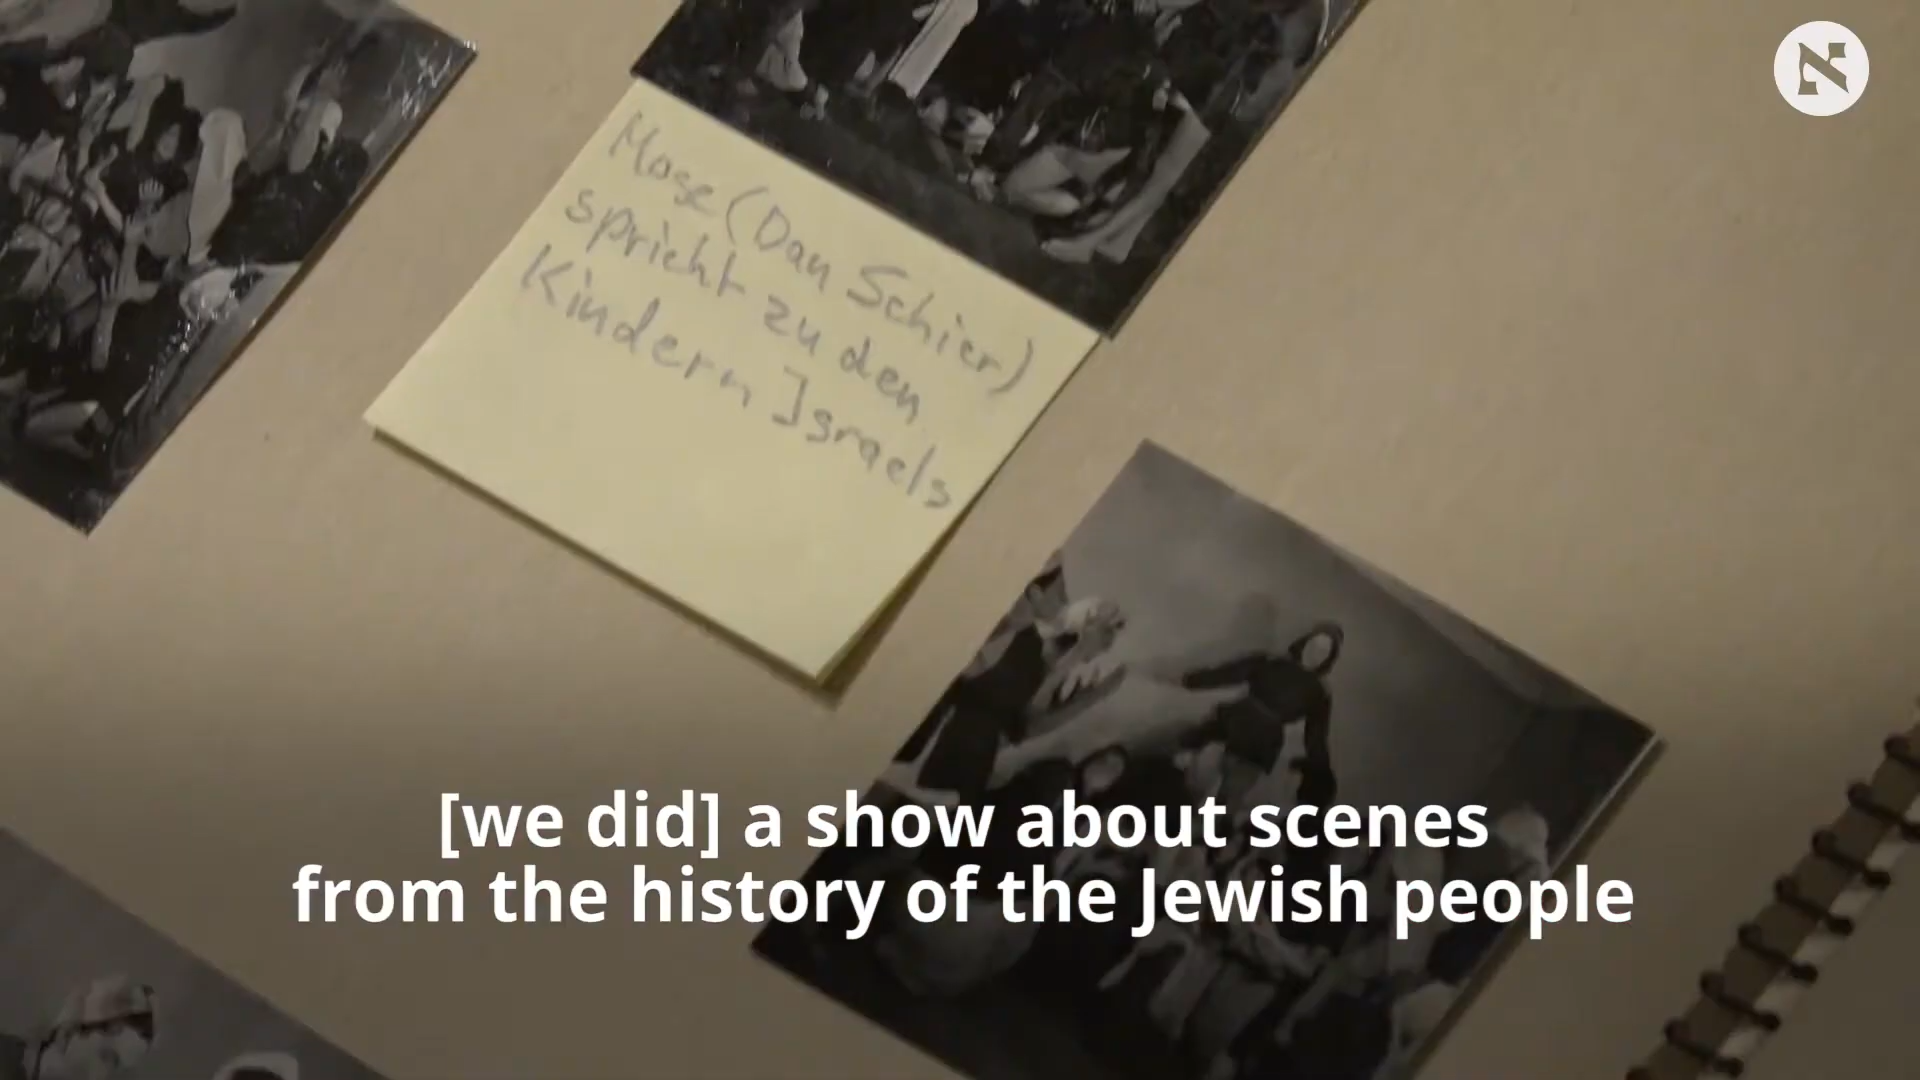 א
Mose (Dan Schier)
spricht zu den
Kindern Israels
[we did] a show about scenes
from the history of the Jewish people